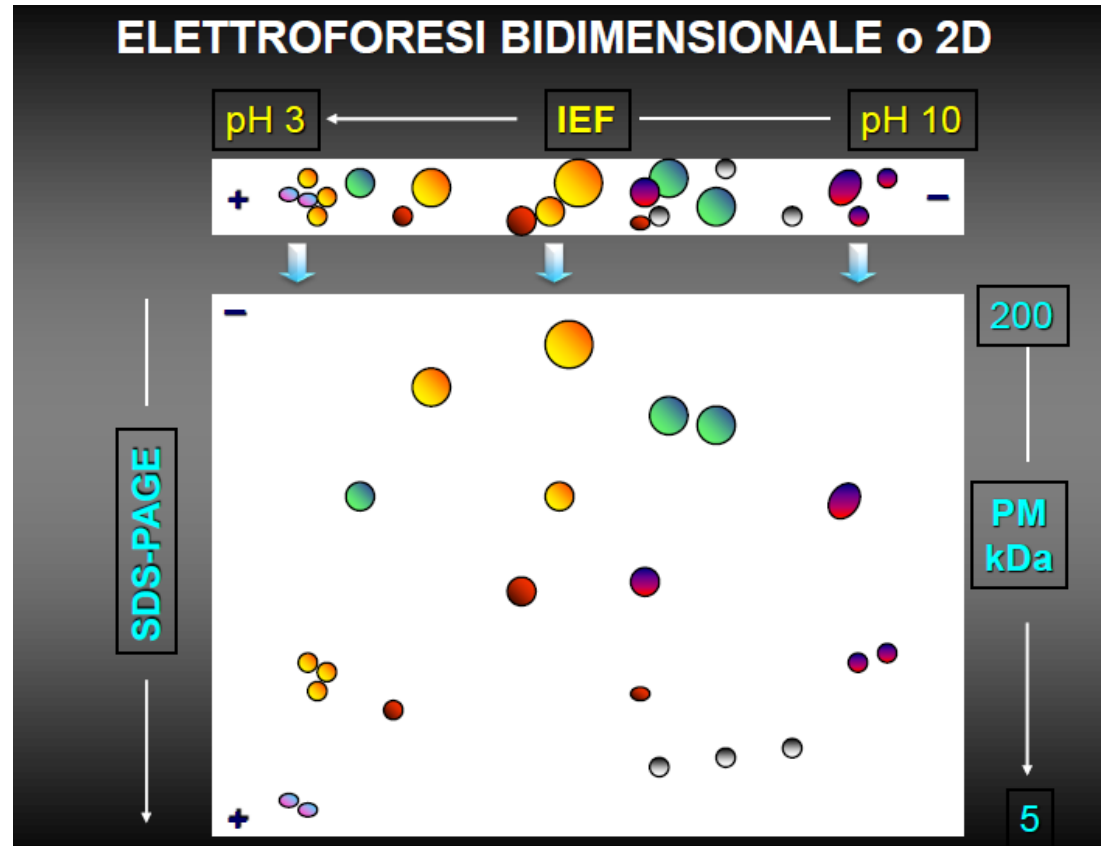 ELETTROFORESI BIDIMENSIONALE o 2D
pH 3
IEF
pH 10
+
−
−
200
SDS-PAGE
PM
kDa
+
5